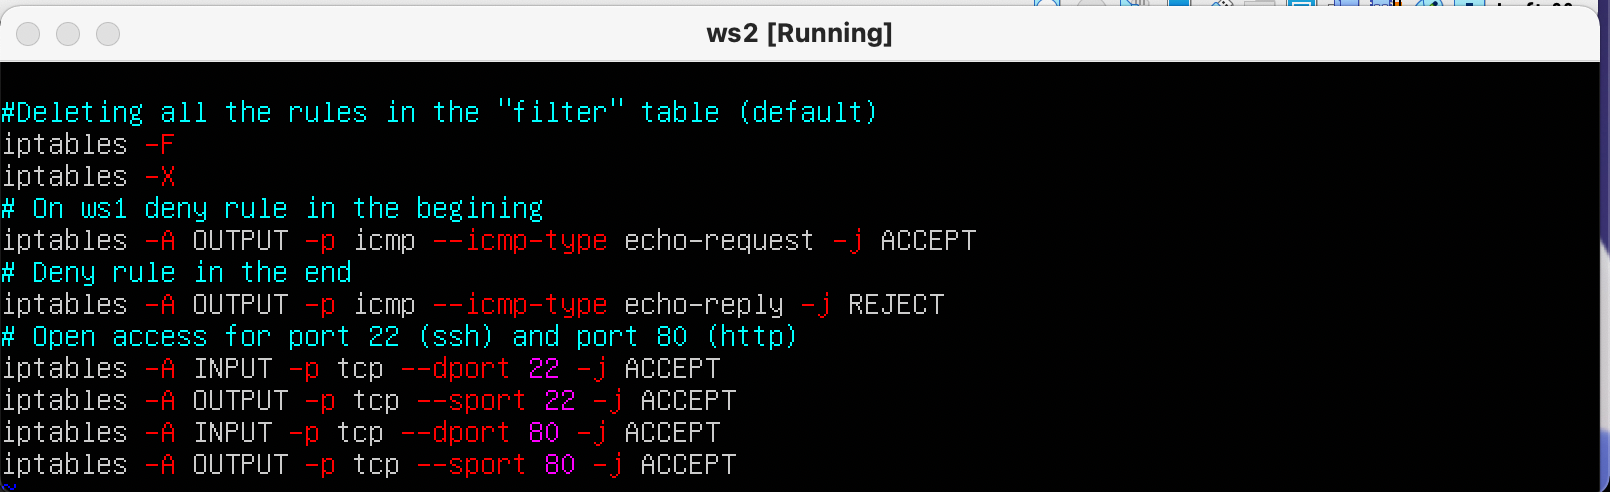 ws2 [Running]
#Deleting all the rules in the "filter" table (default)
iptables -F
iptables -X
# On ws1 deny rule in the begining
iptables -A OUTPUT -p icmp --icmp-type echo-request -j ACCEPT
# Deny rule in the end
iptables -A OUTPUT -p icmp --icmp-type echo-reply -j REJECT
# Open access for port 22 (ssh) and port 80 (http)
iptables -A INPUT -p tcp --dport 22 -j ACCEPT
iptables -A OUTPUT -p tcp --sport 22 -j ACCEPT
iptables -A INPUT -p tcp --dport 80 -j ACCEPT
iptables -A OUTPUT -p tcp --sport 80 -j ACCEPT
~